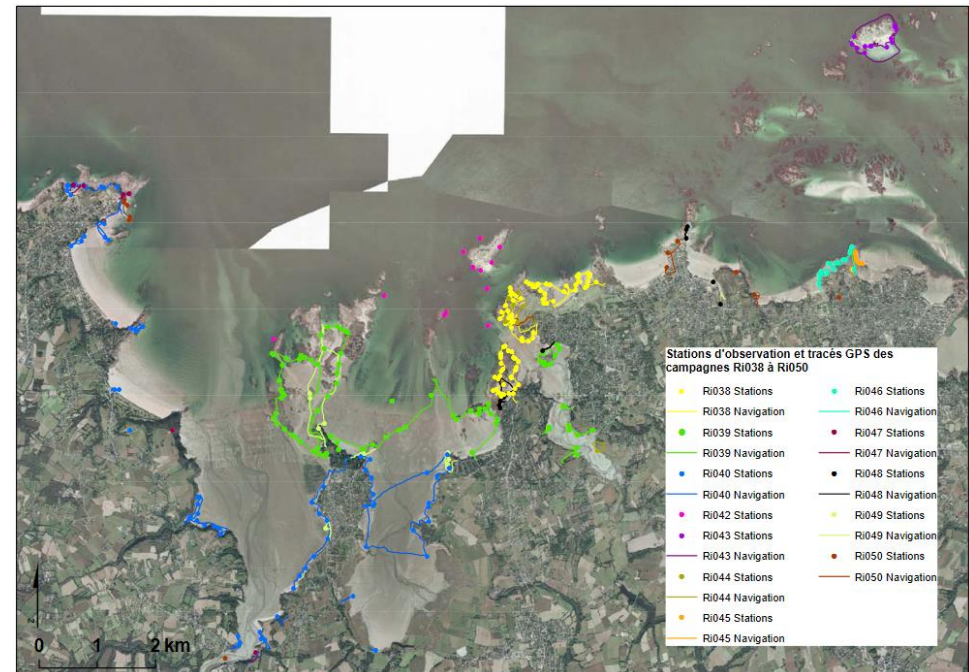 Stations d'observation et tracés GPS des
campagnes Ri038 à Ri050
Ri038 Stations
Ri038 Navigation
Ri039 Stations
Ri039 Navigation
Ri040 Stations
Ri040 Navigation
Ri042 Stations
Ri043 Stations
Ri043 Navigation
Ri044 Stations
Ri044 Navigation
Ri045 Stations
Ri045 Navigation
Ri046 Stations
Ri046 Navigation
Ri047 Stations
Ri047 Navigation
Ri048 Stations
Ri048 Navigation
Ri049 Stations
Ri049 Navigation
Ri050 Stations
Ri050 Navigation
0 1 2 km